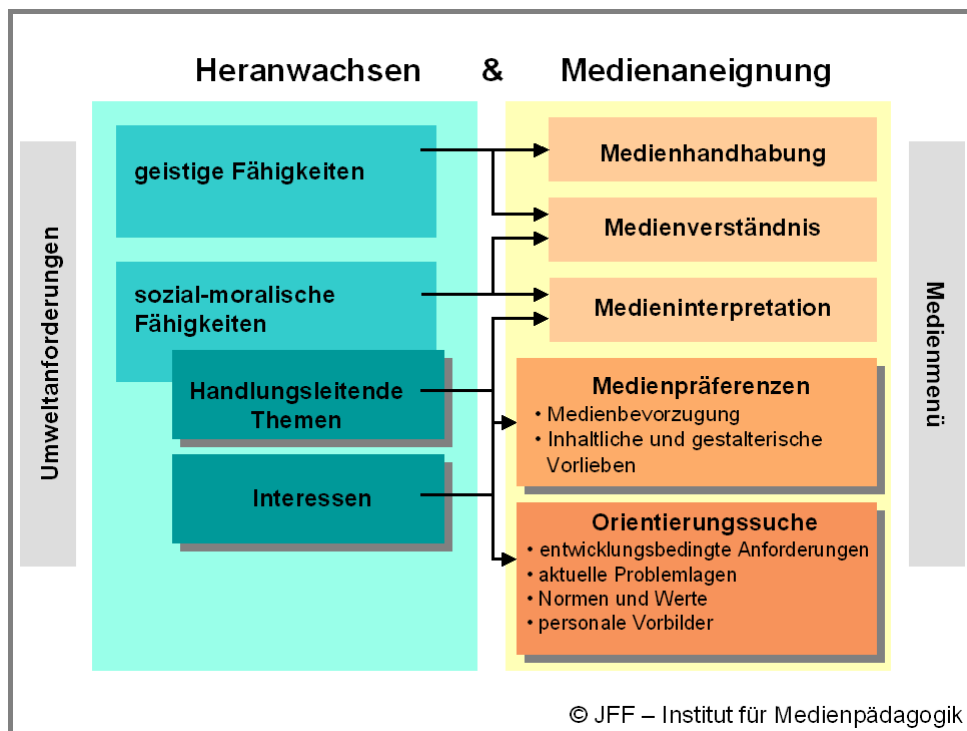 Heranwachsen & Medienaneignung
Umweltanforderungen
geistige Fähigkeiten
sozial-moralische
Fähigkeiten
Handlungsleitende
Themen
Interessen
Medienhandhabung
Medienverständnis
Medieninterpretation
Medienpräferenzen
• Medienbevorzugung
• Inhaltliche und gestalterische
Vorlieben
Orientierungssuche
• entwicklungsbedingte Anforderungen
• aktuelle Problemlagen
• Normen und Werte
• personale Vorbilder
Medienmenü
© JFF – Institut für Medienpädagogik